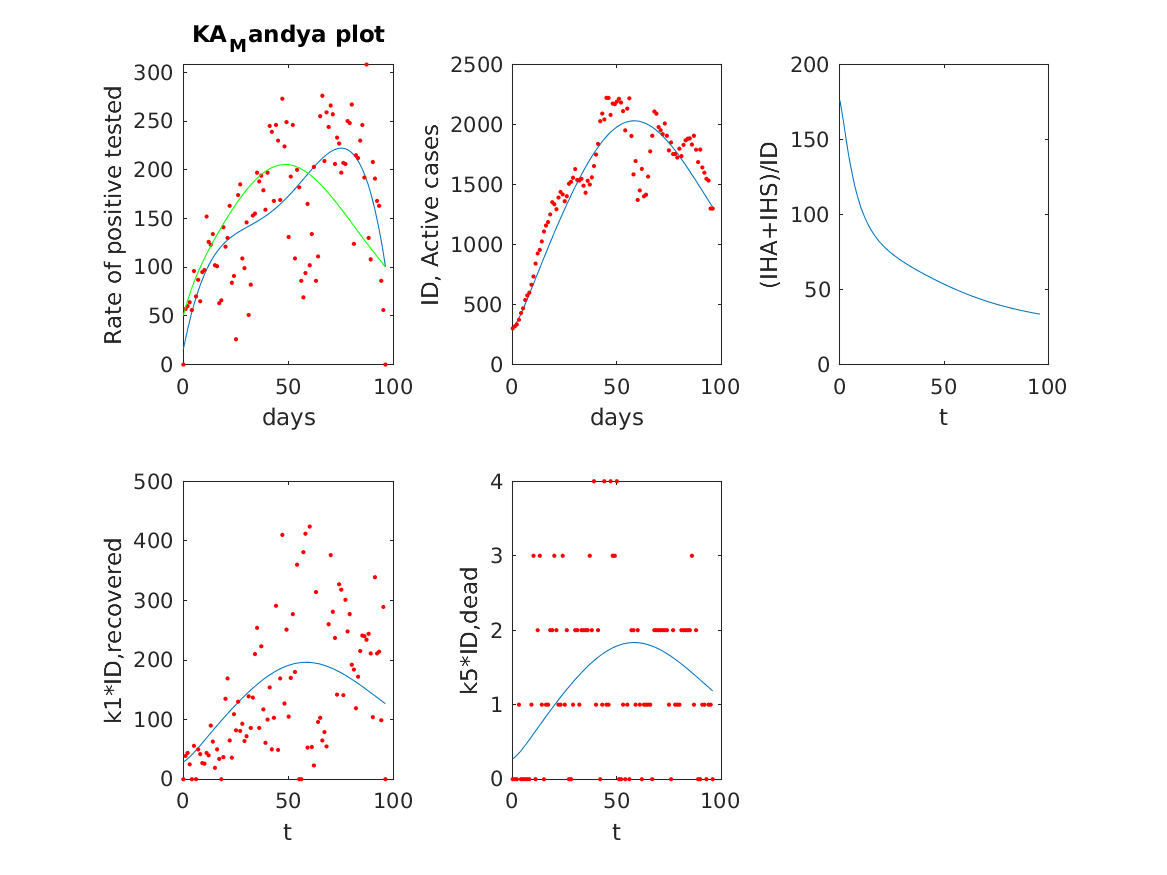 KA_Mandya plot
Rate of positive tested
300
250
200
150
100
50
0
0 50 100
days
ID, Active cases
2500
2000
1500
1000
500
0
0 50 100
days
(IHA+IHS)/ID
200
150
100
50
0
0 50 100
t
k1*ID,recovered
500
400
300
200
100
0
0 50 100
t
k5*ID,dead
4
3
2
1
0
0 50 100
t